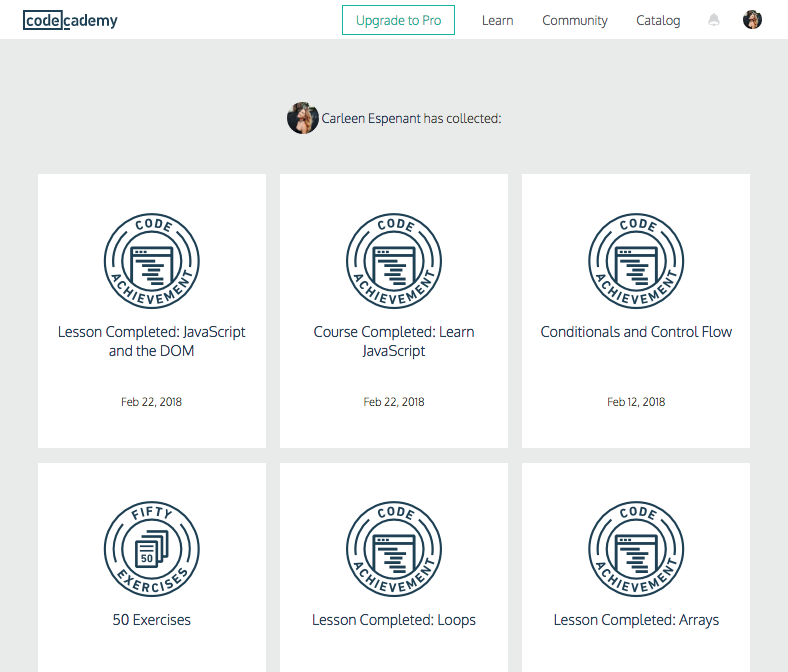 codecademy
Upgrade to Pro
Learn
Community
Catalog
Carleen Espenant has collected:
CODE
ACHIEVEMENT
Lesson Completed: JavaScript
and the DOM
Feb 22, 2018
CODE
ACHIEVEMENT
Course Completed: Learn
JavaScript
Feb 22, 2018
CODE
ACHIEVEMENT
Conditionals and Control Flow
Feb 12, 2018
FIFTY
50
EXERCISES
50 Exercises
CODE
ACHIEVEMENT
Lesson Completed: Loops
CODE
ACHIEVEMENT
Lesson Completed: Arrays